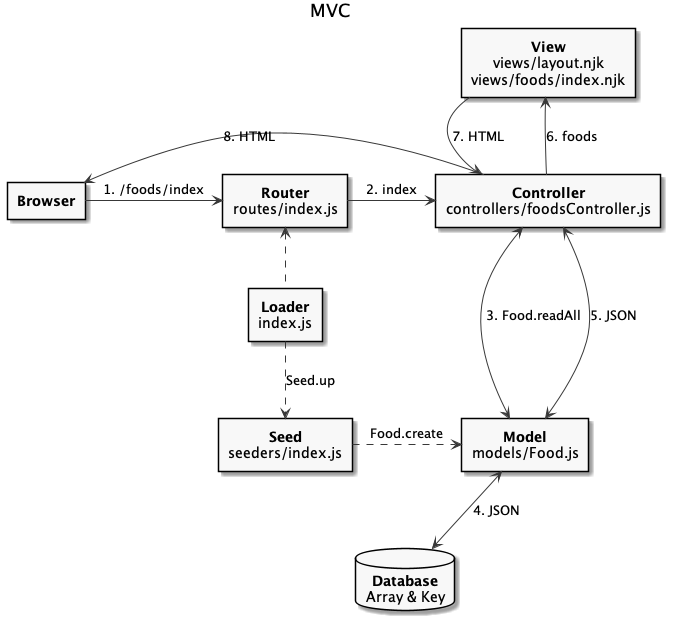 MVC
View
views/layout.njk
views/foods/index.njk
8. HTML
7. HTML
6. foods
Browser
1. /foods/index
Router
routes/index.js
2. index
Controller
controllers/foodsController.js
Loader
index.js
3. Food.readAll
5. JSON
Seed.up
Seed
seeders/index.js
Food.create
Model
models/Food.js
4. JSON
Database
Array & Key